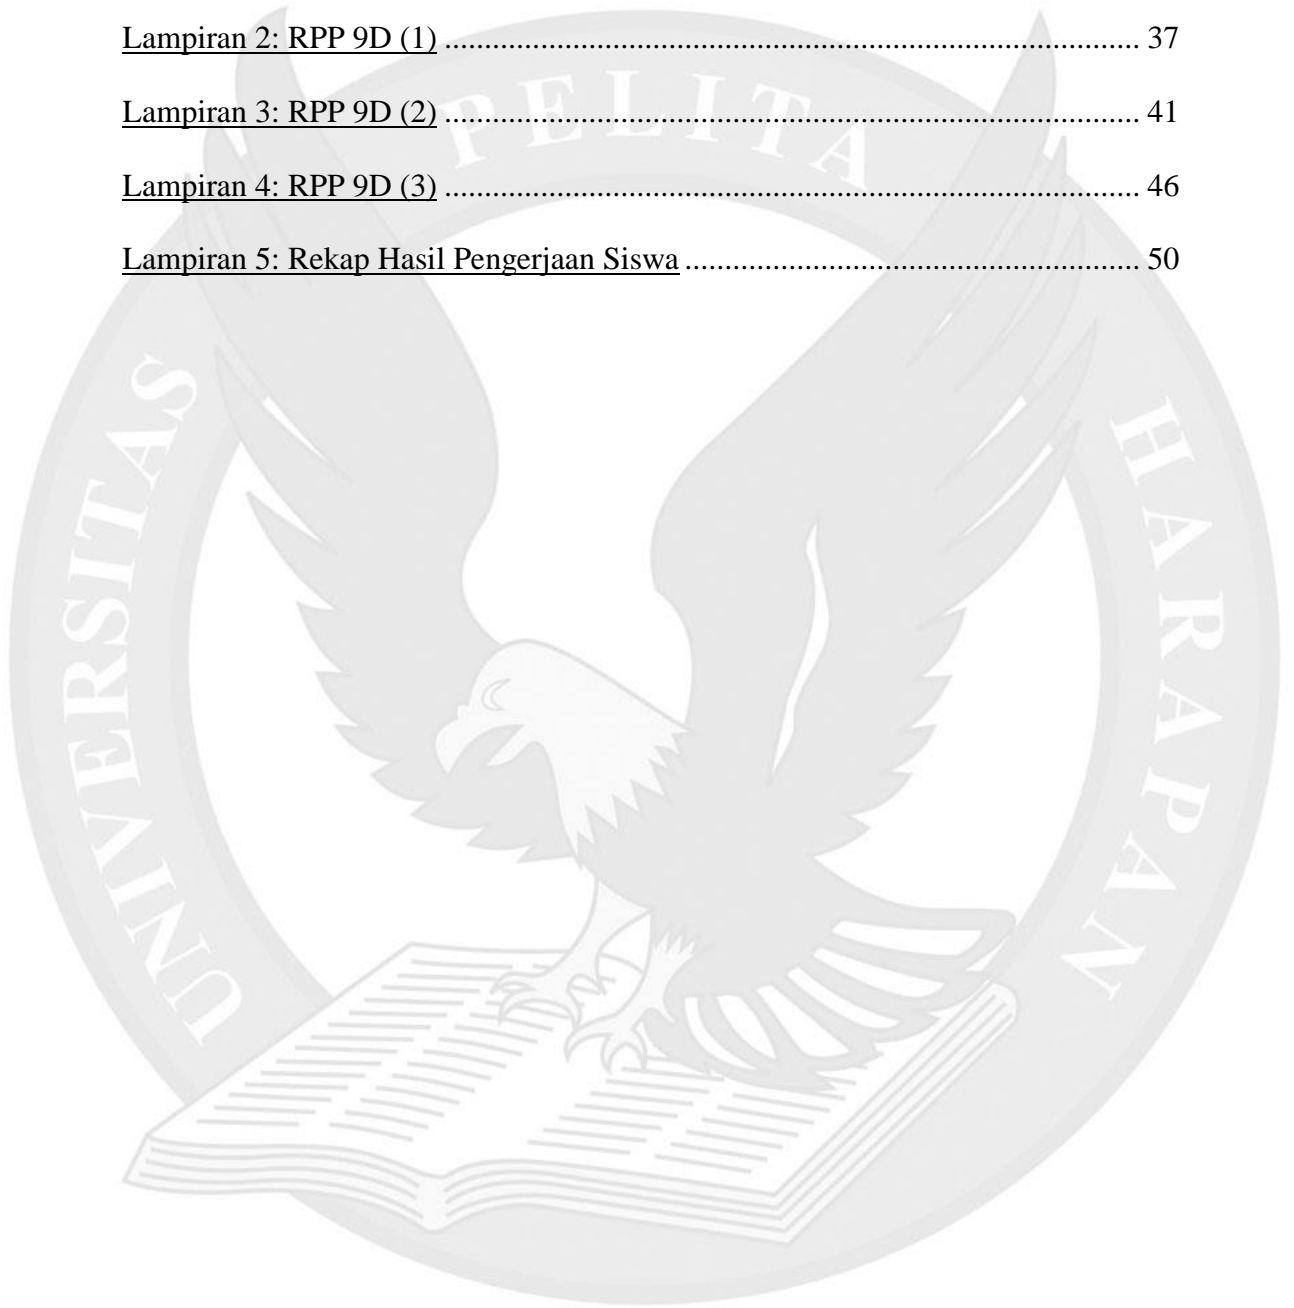 Lampiran 2: RPP 9D (1) ........................................................................................ 37
Lampiran 3: RPP 9D (2) ........................................................................................ 41
Lampiran 4: RPP 9D (3) ........................................................................................ 46
Lampiran 5: Rekap Hasil Pengerjaan Siswa .......................................................... 50
UNIVERSITAS PELITA HARAPAN